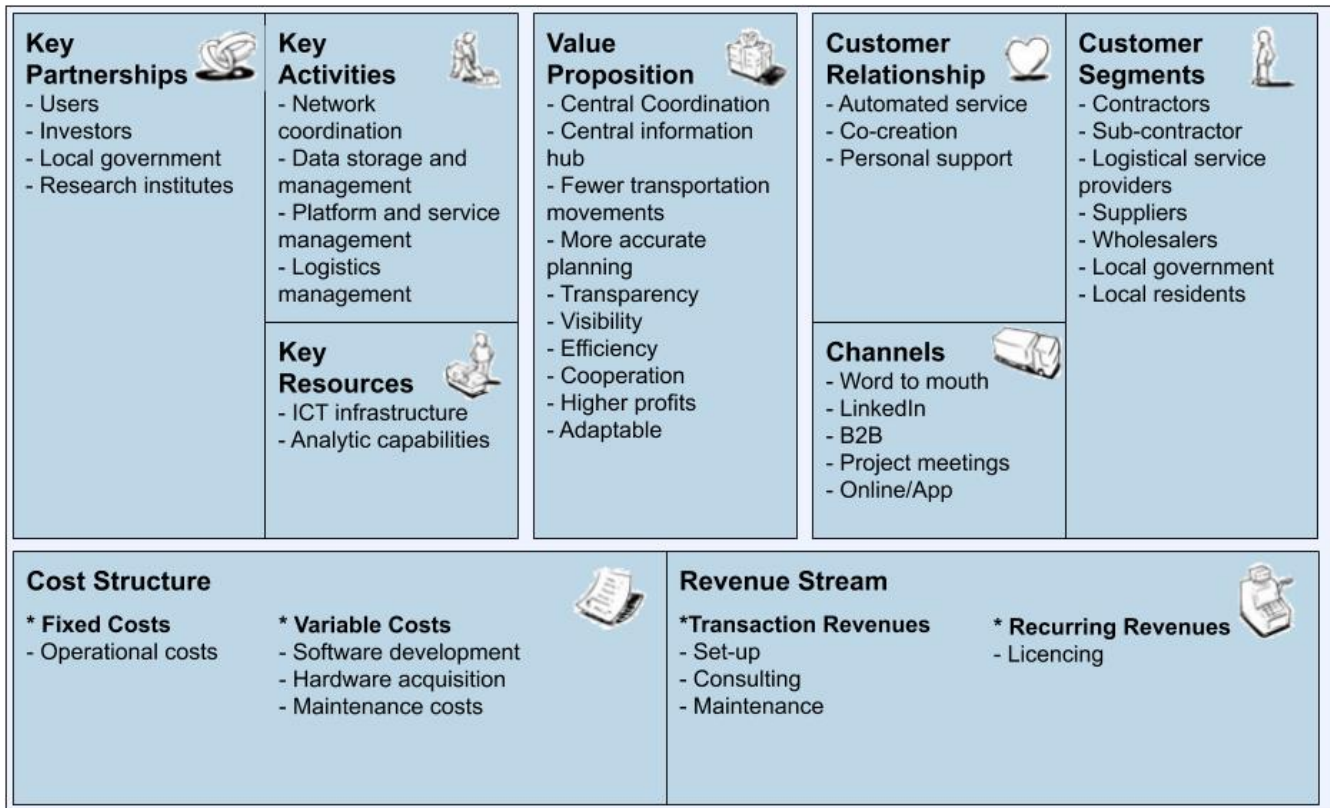 Key
Partnerships
- Users
- Investors
- Local government
- Research institutes
Key
Activities
- Network
coordination
- Data storage and
management
- Platform and service
management
- Logistics
management
Key
Resources
- ICT infrastructure
- Analytic capabilities
Value
Proposition
- Central Coordination
- Central information
hub
- Fewer transportation
movements
- More accurate
planning
- Transparency
- Visibility
- Efficiency
- Cooperation
- Higher profits
- Adaptable
Customer
Relationship
- Automated service
- Co-creation
- Personal support
Channels
- Word to mouth
- LinkedIn
- B2B
- Project meetings
- Online/App
Customer
Segments
- Contractors
- Sub-contractor
- Logistical service
providers
- Suppliers
- Wholesalers
- Local government
- Local residents
Cost Structure
* Fixed Costs
- Operational costs
* Variable Costs
- Software development
- Hardware acquisition
- Maintenance costs
Revenue Stream
*Transaction Revenues
- Set-up
- Consulting
- Maintenance
* Recurring Revenues
- Licencing